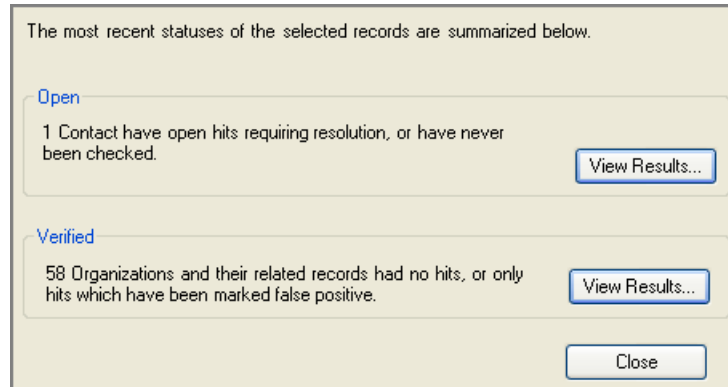 The most recent statuses of the selected records are summarized below.
Open
1 Contact have open hits requiring resolution, or have never
been checked.
View Results...
Verified
58 Organizations and their related records had no hits, or only
hits which have been marked false positive.
View Results...
Close